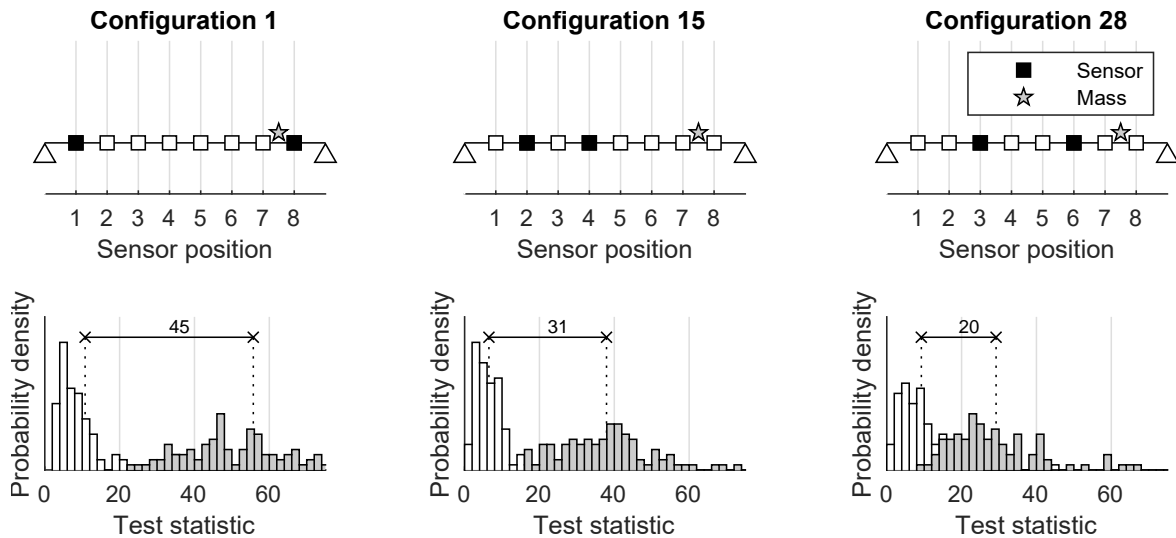 Configuration 1
Configuration 15
Configuration 28
Sensor
Mass
1 2 3 4 5 6 7 8
Sensor position
1 2 3 4 5 6 7 8
Sensor position
1 2 3 4 5 6 7 8
Sensor position
Probability density
45
0 20 40 60
Test statistic
Probability density
31
0 20 40 60
Test statistic
Probability density
20
0 20 40 60
Test statistic